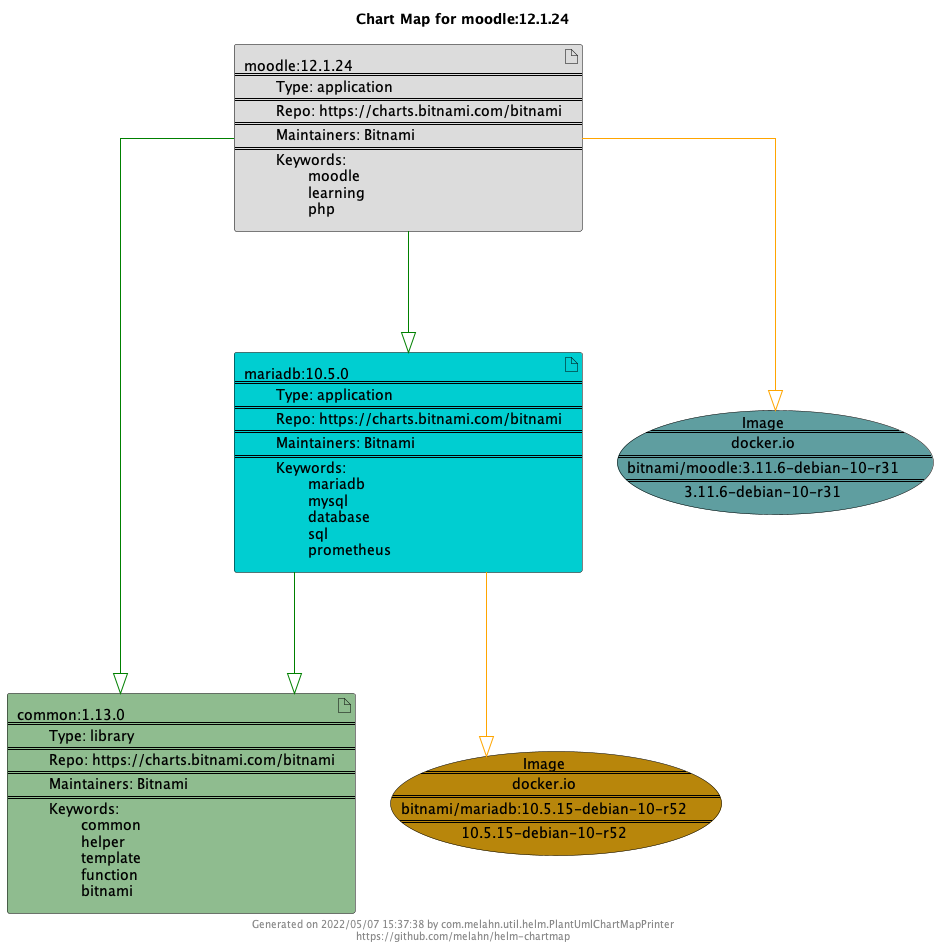 Chart Map for moodle:12.1.24
moodle:12.1.24
Type: application
Repo: https://charts.bitnami.com/bitnami
Maintainers: Bitnami
Keywords:
moodle
learning
php
mariadb:10.5.0
Type: application
Repo: https://charts.bitnami.com/bitnami
Maintainers: Bitnami
Keywords:
mariadb
mysql
database
sql
prometheus
Image
docker.io
bitnami/moodle:3.11.6-debian-10-r31
3.11.6-debian-10-r31
common:1.13.0
Type: library
Repo: https://charts.bitnami.com/bitnami
Maintainers: Bitnami
Keywords:
common
helper
template
function
bitnami
Image
docker.io
bitnami/mariadb:10.5.15-debian-10-r52
10.5.15-debian-10-r52
Generated on 2022/05/07 15:37:38 by com.melahn.util.helm.PlantUmlChartMapPrinter
https://github.com/melahn/helm-chartmap